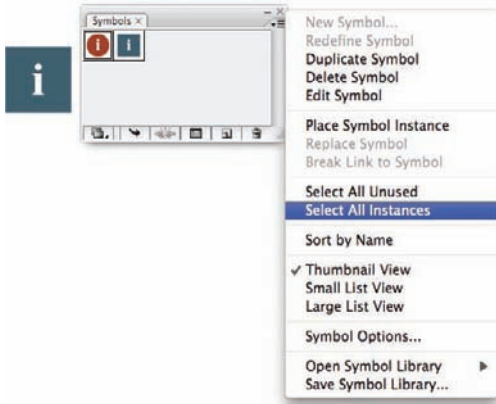 Symbols ×
i
i
i
New Symbol...
Redefine Symbol
Duplicate Symbol
Delete Symbol
Edit Symbol
Place Symbol Instance
Replace Symbol
Break Link to Symbol
Select All Unused
Select All Instances
Sort by Name
✓ Thumbnail View
Small List View
Large List View
Symbol Options...
Open Symbol Library
Save Symbol Library...